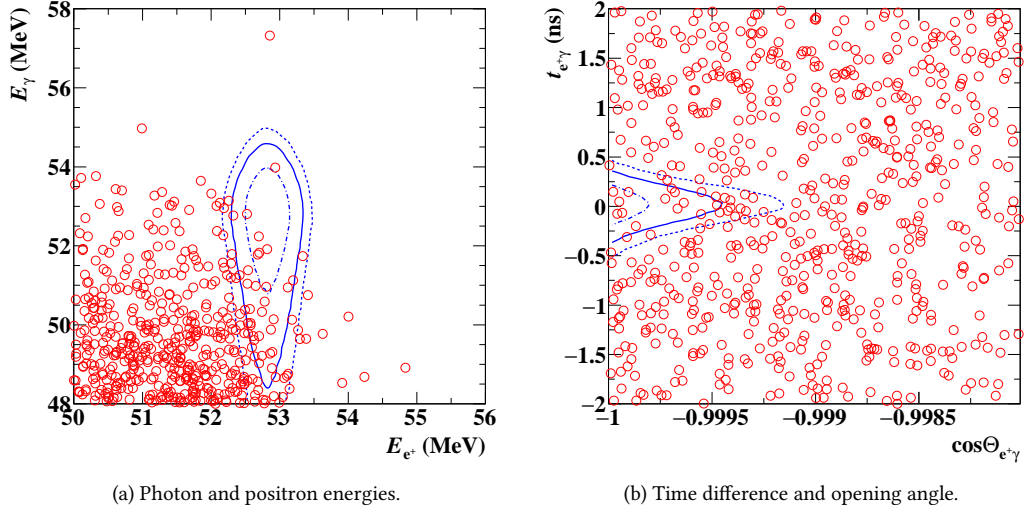 58
56
54
52
50
48
50 51 52 53 54 55 56
E_γ (MeV)
E_e⁺ (MeV)
(a) Photon and positron energies.
2
1.5
1
0.5
0
−0.5
−1
−1.5
−2
−1 −0.9995 −0.999 −0.9985
t_e⁺γ (ns)
cosΘ_e⁺γ
(b) Time difference and opening angle.